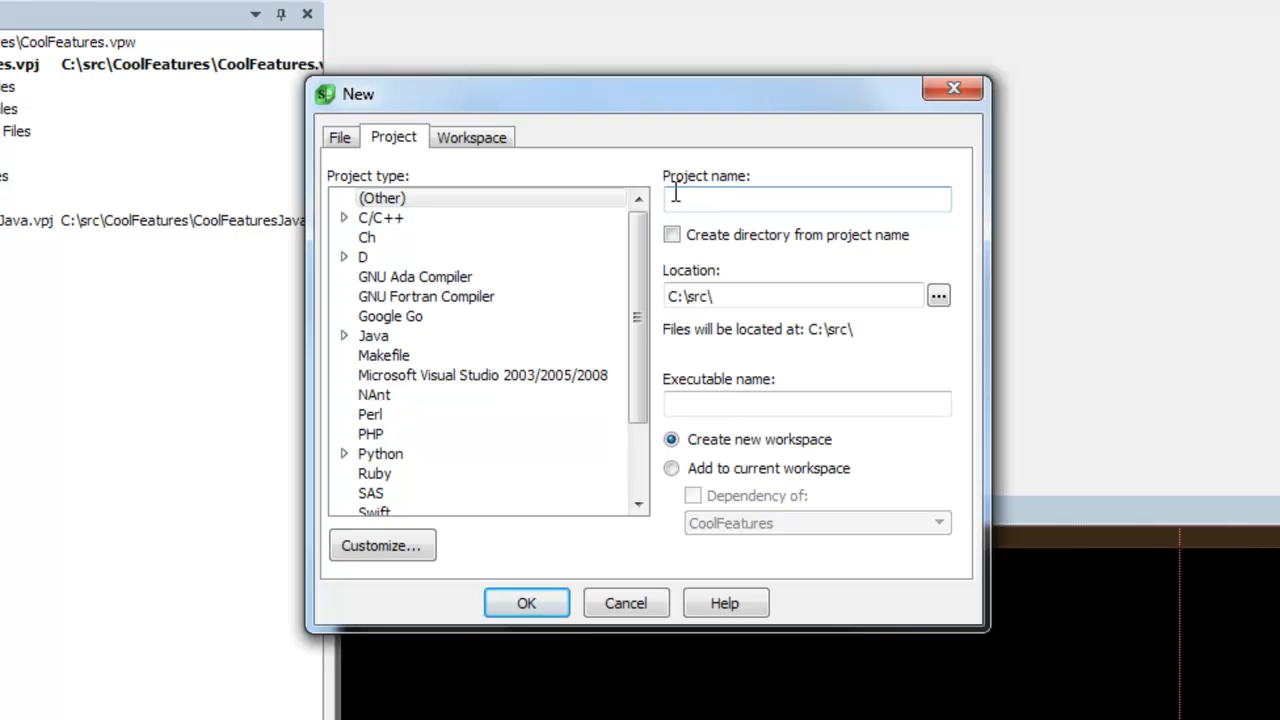 es\CoolFeatures.vpw
es.vpj C:\src\CoolFeatures\CoolFeatures.v
les
les
Files
s
Java.vpj C:\src\CoolFeatures\CoolFeaturesJava
New
File Project Workspace
Project type:
(Other)
C/C++
Ch
D
GNU Ada Compiler
GNU Fortran Compiler
Google Go
Java
Makefile
Microsoft Visual Studio 2003/2005/2008
NAnt
Perl
PHP
Python
Ruby
SAS
Swift
Customize...
Project name:
Create directory from project name
Location:
C:\src\
...
Files will be located at: C:\src\
Executable name:
Create new workspace
Add to current workspace
Dependency of:
CoolFeatures
OK Cancel Help